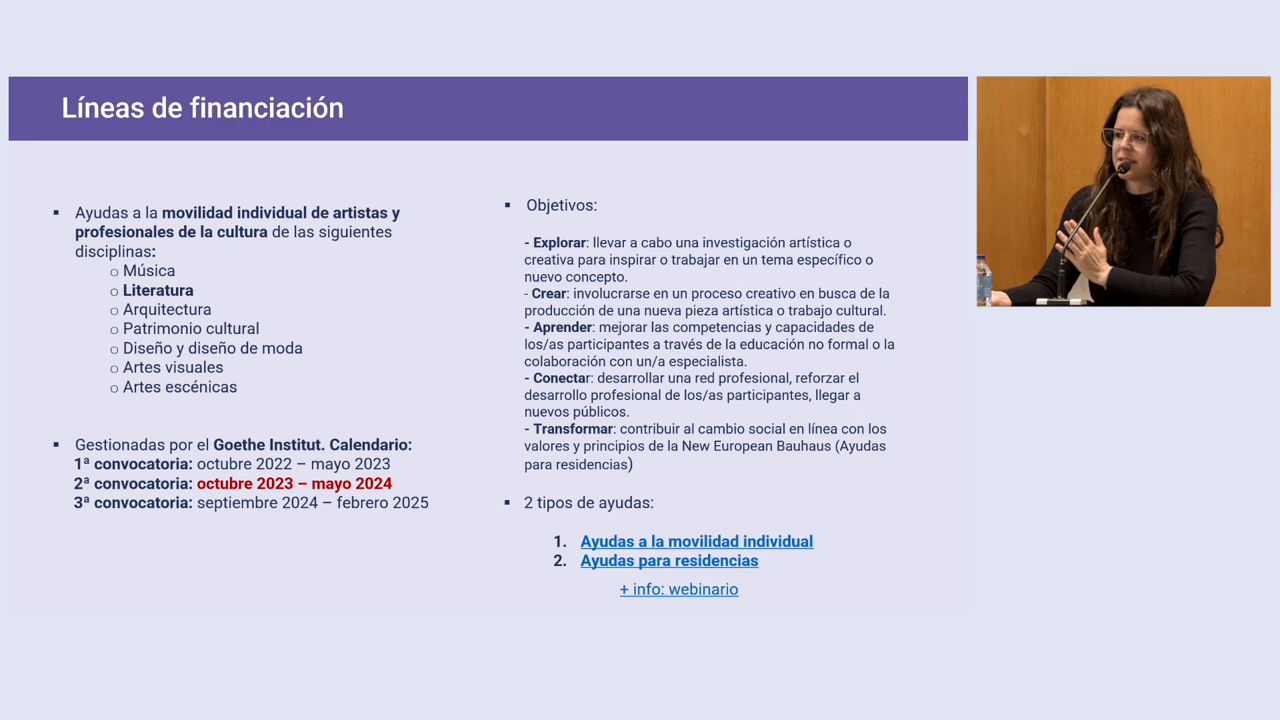 Líneas de financiación
▪ Ayudas a la movilidad individual de artistas y
profesionales de la cultura de las siguientes
disciplinas:
o Música
o Literatura
o Arquitectura
o Patrimonio cultural
o Diseño y diseño de moda
o Artes visuales
o Artes escénicas
▪ Gestionadas por el Goethe Institut. Calendario:
1ª convocatoria: octubre 2022 – mayo 2023
2ª convocatoria: octubre 2023 – mayo 2024
3ª convocatoria: septiembre 2024 – febrero 2025
▪ Objetivos:
- Explorar: llevar a cabo una investigación artística o
creativa para inspirar o trabajar en un tema específico o
nuevo concepto.
- Crear: involucrarse en un proceso creativo en busca de la
producción de una nueva pieza artística o trabajo cultural.
- Aprender: mejorar las competencias y capacidades de
los/as participantes a través de la educación no formal o la
colaboración con un/a especialista.
- Conectar: desarrollar una red profesional, reforzar el
desarrollo profesional de los/as participantes, llegar a
nuevos públicos.
- Transformar: contribuir al cambio social en línea con los
valores y principios de la New European Bauhaus (Ayudas
para residencias)
▪ 2 tipos de ayudas:
1. Ayudas a la movilidad individual
2. Ayudas para residencias
+ info: webinario